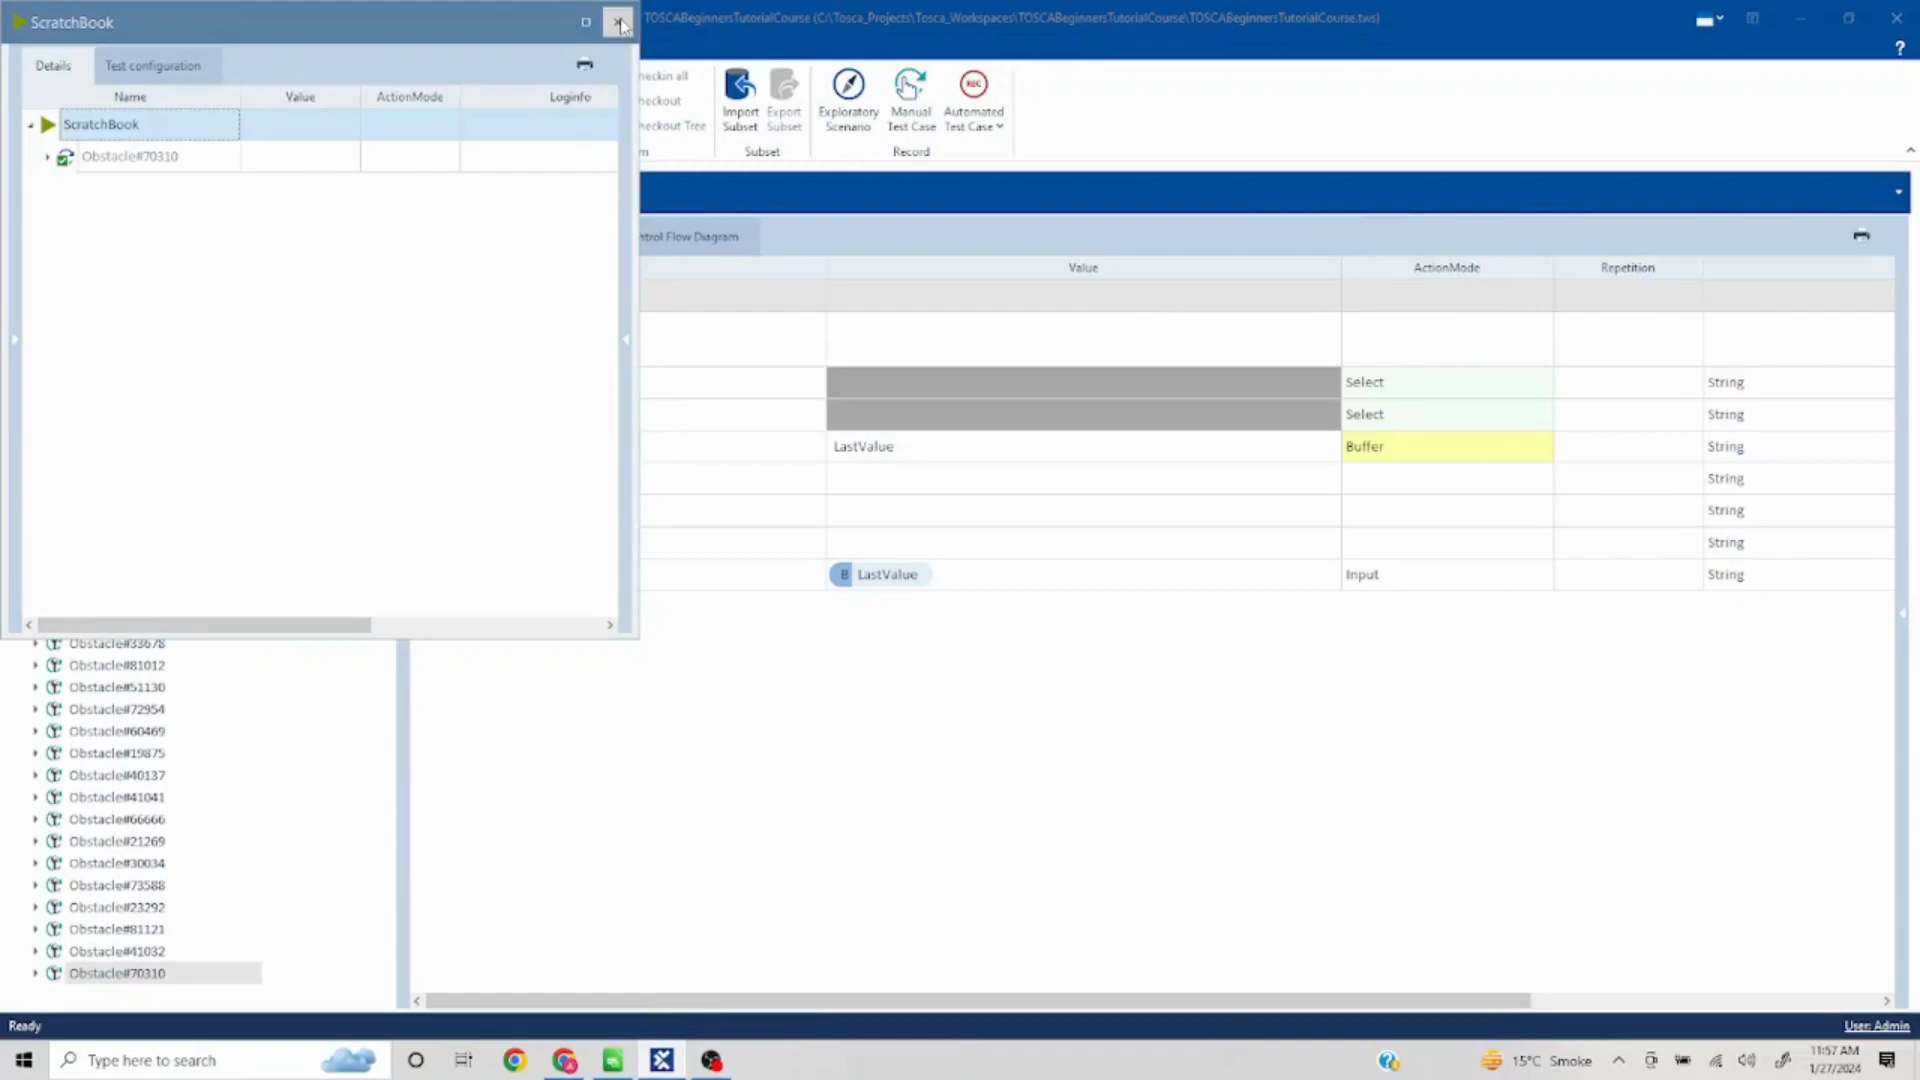 ScratchBook
TOSCABeginnersTutorialCourse (C:\Tosca_Projects\Tosca_Workspaces\TOSCABeginnersTutorialCourse\TOSCABeginnersTutorialCourse.tws)
Details
Test configuration
Name
Value
ActionMode
Loginfo
ScratchBook
Obstacle#70310
heckin all
heckout
heckout Tree
m
Import Subset
Export Subset
Subset
Exploratory Scenario
Manual Test Case
REC
Automated Test Case
Record
?
ntrol Flow Diagram
Value
ActionMode
Repetition
Select
String
Select
String
LastValue
Buffer
String
String
String
String
B LastValue
Input
String
Obstacle#33678
Obstacle#81012
Obstacle#51130
Obstacle#72954
Obstacle#60469
Obstacle#19875
Obstacle#40137
Obstacle#41041
Obstacle#66666
Obstacle#21269
Obstacle#30034
Obstacle#73588
Obstacle#23292
Obstacle#81121
Obstacle#41032
Obstacle#70310
Ready
User: Admin
Type here to search
15°C Smoke
11:57 AM
1/27/2024